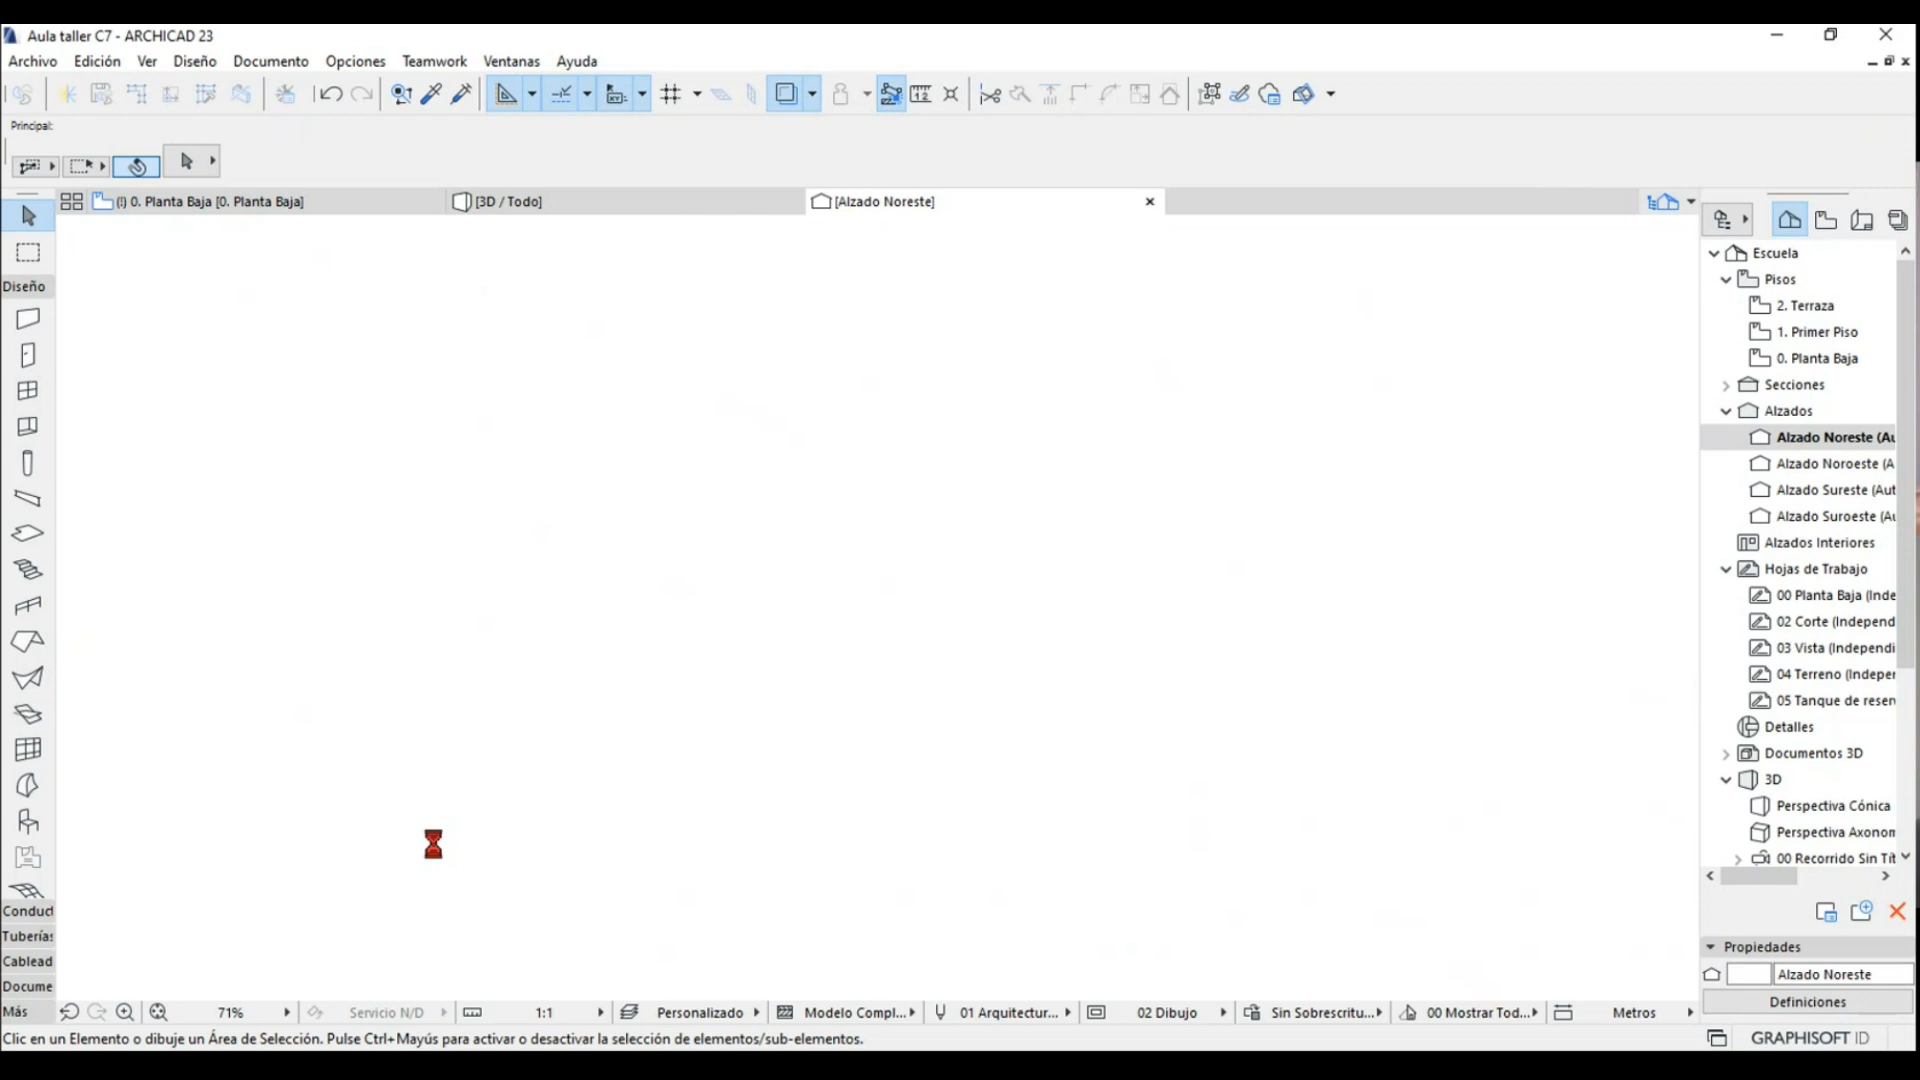 Aula taller C7 - ARCHICAD 23
Archivo Edición Ver Diseño Documento Opciones Teamwork Ventanas Ayuda
Principal:
(!) 0. Planta Baja [0. Planta Baja]
[3D / Todo]
[Alzado Noreste]
Diseño
Conduct
Tuberías
Cablead
Docume
Más
Escuela
Pisos
2. Terraza
1. Primer Piso
0. Planta Baja
Secciones
Alzados
Alzado Noreste (Au
Alzado Noroeste (A
Alzado Sureste (Aut
Alzado Suroeste (Au
Alzados Interiores
Hojas de Trabajo
00 Planta Baja (Inde
02 Corte (Independ
03 Vista (Independi
04 Terreno (Indeper
05 Tanque de reser
Detalles
Documentos 3D
3D
Perspectiva Cónica
Perspectiva Axonom
00 Recorrido Sin Tít
Propiedades
Alzado Noreste
Definiciones
71% Servicio N/D 1:1 Personalizado Modelo Compl... 01 Arquitectur... 02 Dibujo Sin Sobrescritu... 00 Mostrar Tod... Metros
Clic en un Elemento o dibuje un Área de Selección. Pulse Ctrl+Mayús para activar o desactivar la selección de elementos/sub-elementos.
GRAPHISOFT ID